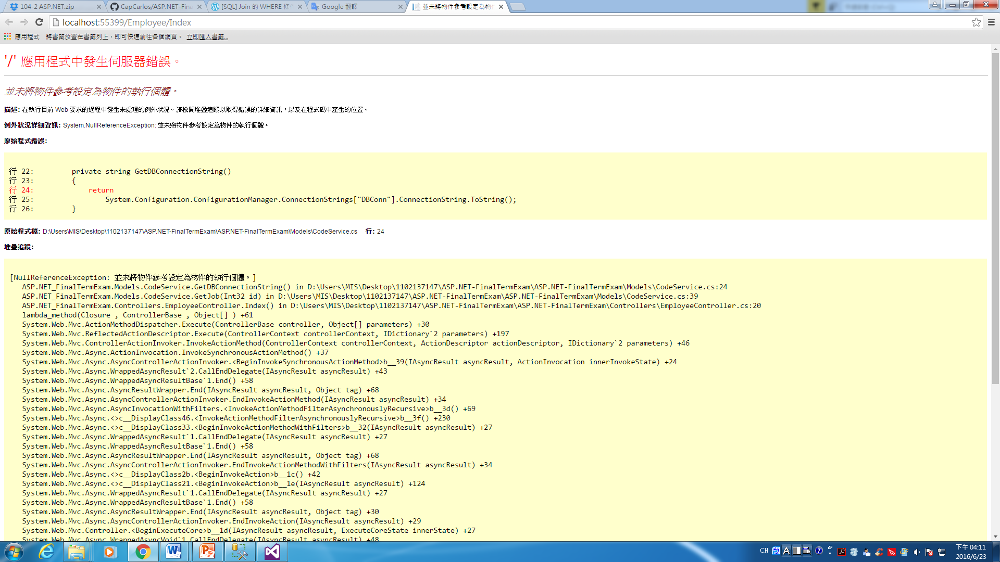 104-2 ASP.NET.zip
CapCarlos/ASP.NET-Fina
[SQL] Join 的 WHERE 條
Google 翻譯
並未將物件參考設定為物
localhost:55399/Employee/Index
應用程式 將書籤放置在書籤列上，即可快速前往各個網頁。 立即匯入書籤...
'/' 應用程式中發生伺服器錯誤。
並未將物件參考設定為物件的執行個體。
描述: 在執行目前 Web 要求的過程中發生未處理的例外狀況。請檢閱堆疊追蹤以取得錯誤的詳細資訊，以及在程式碼中產生的位置。
例外狀況詳細資訊: System.NullReferenceException: 並未將物件參考設定為物件的執行個體。
原始程式錯誤:
行 22:         private string GetDBConnectionString()
行 23:         {
行 24:             return
行 25:                 System.Configuration.ConfigurationManager.ConnectionStrings["DBConn"].ConnectionString.ToString();
行 26:         }
原始程式檔: D:\Users\MIS\Desktop\1102137147\ASP.NET-FinalTermExam\ASP.NET-FinalTermExam\Models\CodeService.cs 行: 24
堆疊追蹤:
[NullReferenceException: 並未將物件參考設定為物件的執行個體。]
ASP.NET_FinalTermExam.Models.CodeService.GetDBConnectionString() in D:\Users\MIS\Desktop\1102137147\ASP.NET-FinalTermExam\ASP.NET-FinalTermExam\Models\CodeService.cs:24
ASP.NET_FinalTermExam.Models.CodeService.GetJob(Int32 id) in D:\Users\MIS\Desktop\1102137147\ASP.NET-FinalTermExam\ASP.NET-FinalTermExam\Models\CodeService.cs:39
ASP.NET_FinalTermExam.Controllers.EmployeeController.Index() in D:\Users\MIS\Desktop\1102137147\ASP.NET-FinalTermExam\ASP.NET-FinalTermExam\Controllers\EmployeeController.cs:20
lambda_method(Closure , ControllerBase , Object[] ) +61
System.Web.Mvc.ActionMethodDispatcher.Execute(ControllerBase controller, Object[] parameters) +30
System.Web.Mvc.ReflectedActionDescriptor.Execute(ControllerContext controllerContext, IDictionary`2 parameters) +197
System.Web.Mvc.ControllerActionInvoker.InvokeActionMethod(ControllerContext controllerContext, ActionDescriptor actionDescriptor, IDictionary`2 parameters) +46
System.Web.Mvc.Async.ActionInvocation.InvokeSynchronousActionMethod() +37
System.Web.Mvc.Async.AsyncControllerActionInvoker.<BeginInvokeSynchronousActionMethod>b__39(IAsyncResult asyncResult, ActionInvocation innerInvokeState) +24
System.Web.Mvc.Async.WrappedAsyncResult`2.CallEndDelegate(IAsyncResult asyncResult) +43
System.Web.Mvc.Async.WrappedAsyncResultBase`1.End() +58
System.Web.Mvc.Async.AsyncResultWrapper.End(IAsyncResult asyncResult, Object tag) +68
System.Web.Mvc.Async.AsyncControllerActionInvoker.EndInvokeActionMethod(IAsyncResult asyncResult) +34
System.Web.Mvc.Async.AsyncInvocationWithFilters.<InvokeActionMethodFilterAsynchronouslyRecursive>b__3d() +69
System.Web.Mvc.Async.<>c__DisplayClass46.<InvokeActionMethodFilterAsynchronouslyRecursive>b__3f() +230
System.Web.Mvc.Async.<>c__DisplayClass33.<BeginInvokeActionMethodWithFilters>b__32(IAsyncResult asyncResult) +27
System.Web.Mvc.Async.WrappedAsyncResult`1.CallEndDelegate(IAsyncResult asyncResult) +27
System.Web.Mvc.Async.WrappedAsyncResultBase`1.End() +58
System.Web.Mvc.Async.AsyncResultWrapper.End(IAsyncResult asyncResult, Object tag) +68
System.Web.Mvc.Async.AsyncControllerActionInvoker.EndInvokeActionMethodWithFilters(IAsyncResult asyncResult) +34
System.Web.Mvc.Async.<>c__DisplayClass2b.<BeginInvokeAction>b__1c() +42
System.Web.Mvc.Async.<>c__DisplayClass21.<BeginInvokeAction>b__1e(IAsyncResult asyncResult) +124
System.Web.Mvc.Async.WrappedAsyncResult`1.CallEndDelegate(IAsyncResult asyncResult) +27
System.Web.Mvc.Async.WrappedAsyncResultBase`1.End() +58
System.Web.Mvc.Async.AsyncResultWrapper.End(IAsyncResult asyncResult, Object tag) +30
System.Web.Mvc.Async.AsyncControllerActionInvoker.EndInvokeAction(IAsyncResult asyncResult) +29
System.Web.Mvc.Controller.<BeginExecuteCore>b__1d(IAsyncResult asyncResult, ExecuteCoreState innerState) +27
System.Web.Mvc.Async.WrappedAsyncVoid`1.CallEndDelegate(IAsyncResult asyncResult) +48
CH
下午 04:11
2016/6/23